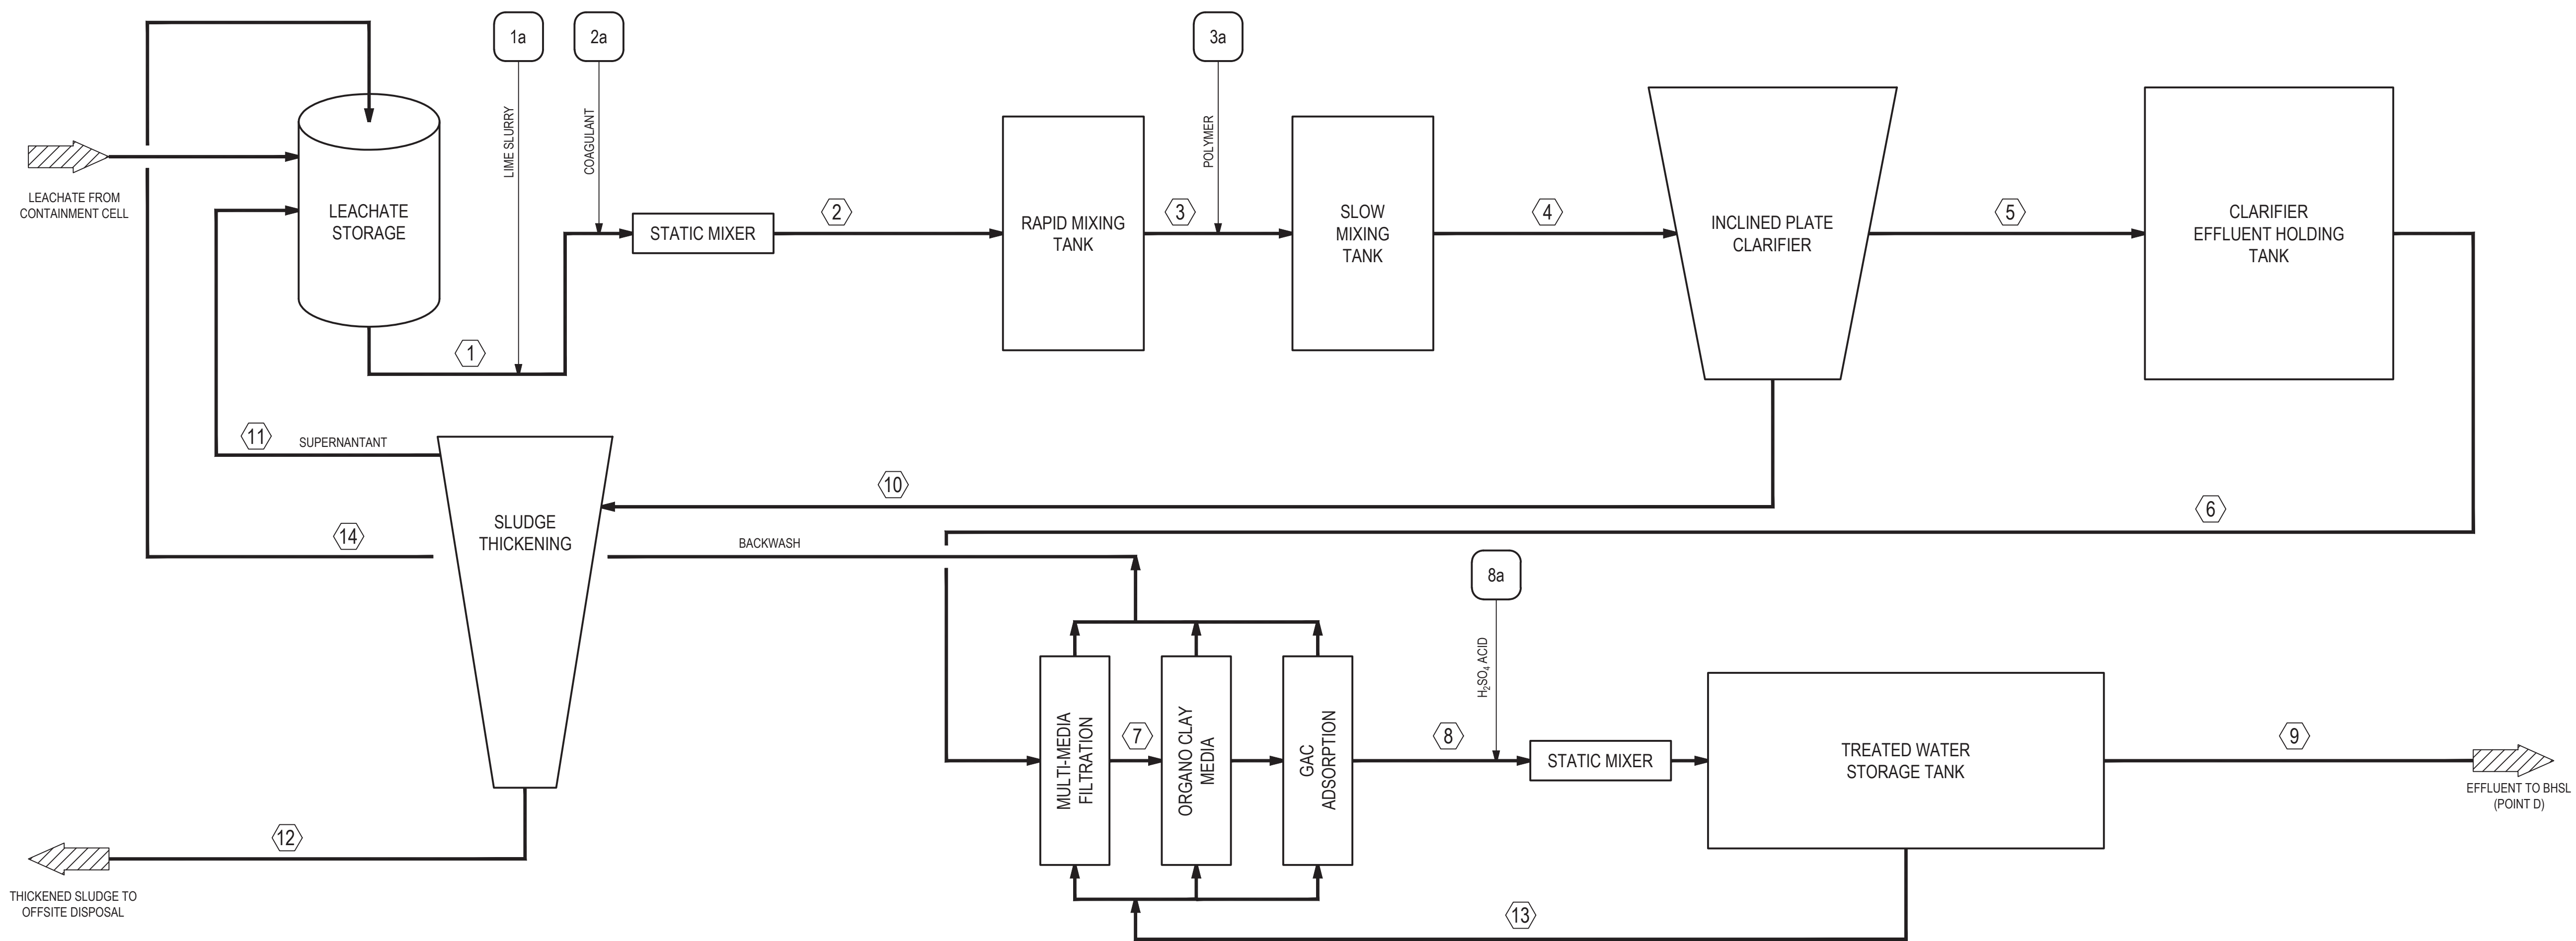 1a
2a
3a
LIME SLURRY
COAGULANT
POLYMER
LEACHATE FROM
CONTAINMENT CELL
LEACHATE
STORAGE
STATIC MIXER
2
RAPID MIXING
TANK
3
SLOW
MIXING
TANK
4
INCLINED PLATE
CLARIFIER
5
CLARIFIER
EFFLUENT HOLDING
TANK
1
11
SUPERNANTANT
10
6
14
SLUDGE
THICKENING
BACKWASH
8a
H₂SO₄ ACID
MULTI-MEDIA
FILTRATION
7
ORGANO CLAY
MEDIA
GAC
ADSORPTION
8
STATIC MIXER
TREATED WATER
STORAGE TANK
9
EFFLUENT TO BHSL
(POINT D)
12
THICKENED SLUDGE TO
OFFSITE DISPOSAL
13